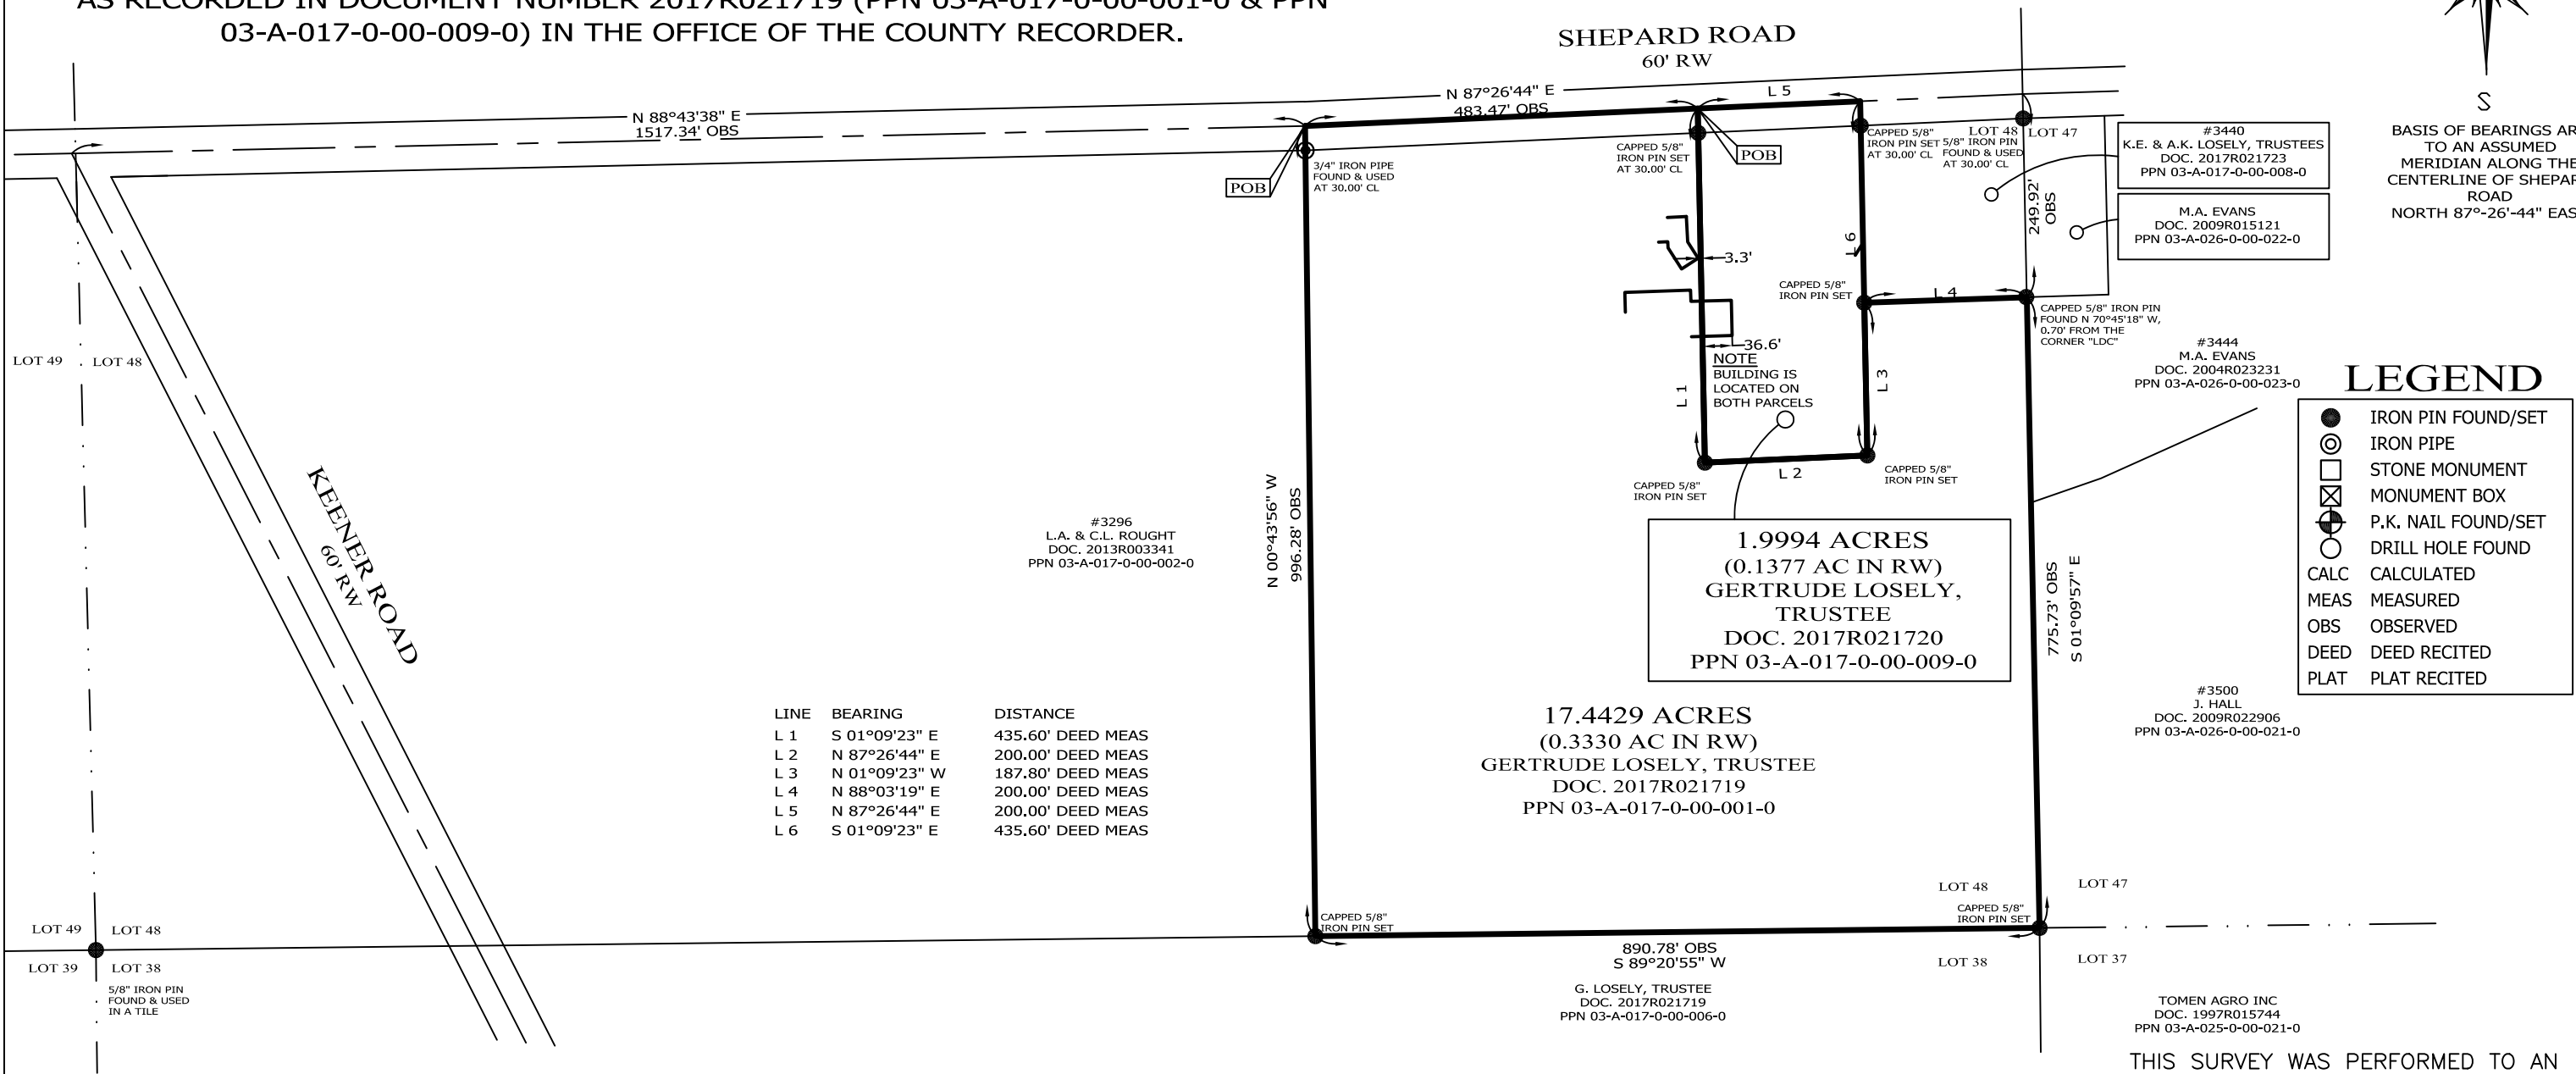 AS RECORDED IN DOCUMENT NUMBER 2017R021719 (PPN 03-A-017-0-00-001-0 & PPN
03-A-017-0-00-009-0) IN THE OFFICE OF THE COUNTY RECORDER.
SHEPARD ROAD
60' RW
S
BASIS OF BEARINGS AR
TO AN ASSUMED
MERIDIAN ALONG THE
CENTERLINE OF SHEPAR
ROAD
NORTH 87°-26'-44" EAS
N 88°43'38" E
1517.34' OBS
N 87°26'44" E
483.47' OBS
L 5
POB
3/4" IRON PIPE
FOUND & USED
AT 30.00' CL
CAPPED 5/8"
IRON PIN SET
AT 30.00' CL
POB
CAPPED 5/8"
IRON PIN SET
AT 30.00' CL
5/8" IRON PIN
FOUND & USED
AT 30.00' CL
LOT 48
LOT 47
#3440
K.E. & A.K. LOSELY, TRUSTEES
DOC. 2017R021723
PPN 03-A-017-0-00-008-0
M.A. EVANS
DOC. 2009R015121
PPN 03-A-026-0-00-022-0
249.92'
OBS
L 6
3.3'
CAPPED 5/8"
IRON PIN SET
L 4
CAPPED 5/8" IRON PIN
FOUND N 70°45'18" W,
0.70' FROM THE
CORNER "LDC"
36.6'
NOTE
BUILDING IS
LOCATED ON
BOTH PARCELS
L 1
L 3
L 2
CAPPED 5/8"
IRON PIN SET
CAPPED 5/8"
IRON PIN SET
#3444
M.A. EVANS
DOC. 2004R023231
PPN 03-A-026-0-00-023-0
LEGEND
IRON PIN FOUND/SET
IRON PIPE
STONE MONUMENT
MONUMENT BOX
P.K. NAIL FOUND/SET
DRILL HOLE FOUND
CALC CALCULATED
MEAS MEASURED
OBS OBSERVED
DEED DEED RECITED
PLAT PLAT RECITED
LOT 49
LOT 48
KEENER ROAD
60' RW
#3296
L.A. & C.L. ROUGHT
DOC. 2013R003341
PPN 03-A-017-0-00-002-0
N 00°43'56" W
996.28' OBS
1.9994 ACRES
(0.1377 AC IN RW)
GERTRUDE LOSELY,
TRUSTEE
DOC. 2017R021720
PPN 03-A-017-0-00-009-0
775.73' OBS
S 01°09'57" E
#3500
J. HALL
DOC. 2009R022906
PPN 03-A-026-0-00-021-0
LINE BEARING DISTANCE
L 1 S 01°09'23" E 435.60' DEED MEAS
L 2 N 87°26'44" E 200.00' DEED MEAS
L 3 N 01°09'23" W 187.80' DEED MEAS
L 4 N 88°03'19" E 200.00' DEED MEAS
L 5 N 87°26'44" E 200.00' DEED MEAS
L 6 S 01°09'23" E 435.60' DEED MEAS
17.4429 ACRES
(0.3330 AC IN RW)
GERTRUDE LOSELY, TRUSTEE
DOC. 2017R021719
PPN 03-A-017-0-00-001-0
LOT 49
LOT 48
LOT 39
LOT 38
5/8" IRON PIN
FOUND & USED
IN A TILE
CAPPED 5/8"
IRON PIN SET
890.78' OBS
S 89°20'55" W
LOT 48
LOT 47
CAPPED 5/8"
IRON PIN SET
LOT 38
LOT 37
G. LOSELY, TRUSTEE
DOC. 2017R021719
PPN 03-A-017-0-00-006-0
TOMEN AGRO INC
DOC. 1997R015744
PPN 03-A-025-0-00-021-0
THIS SURVEY WAS PERFORMED TO AN